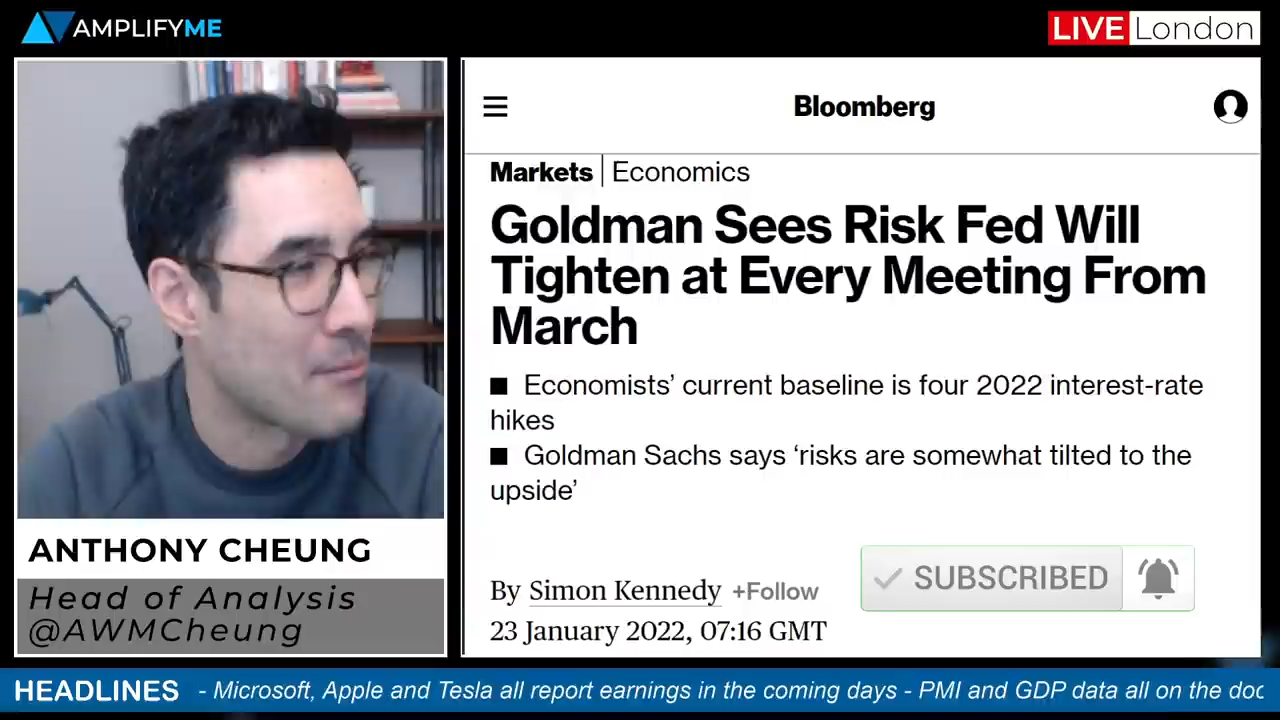 AMPLIFYME
LIVE London
Bloomberg
Markets | Economics
Goldman Sees Risk Fed Will
Tighten at Every Meeting From
March
■ Economists’ current baseline is four 2022 interest-rate
hikes
■ Goldman Sachs says ‘risks are somewhat tilted to the
upside’
By Simon Kennedy +Follow
23 January 2022, 07:16 GMT
SUBSCRIBED
ANTHONY CHEUNG
Head of Analysis
@AWMCheung
HEADLINES - Microsoft, Apple and Tesla all report earnings in the coming days - PMI and GDP data all on the doc